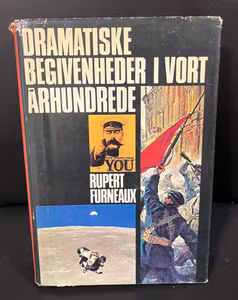 DRAMATISKE
BEGIVENHEDER I VORT
ÅRHUNDREDE
YOU
RUPERT
FURNEAUX